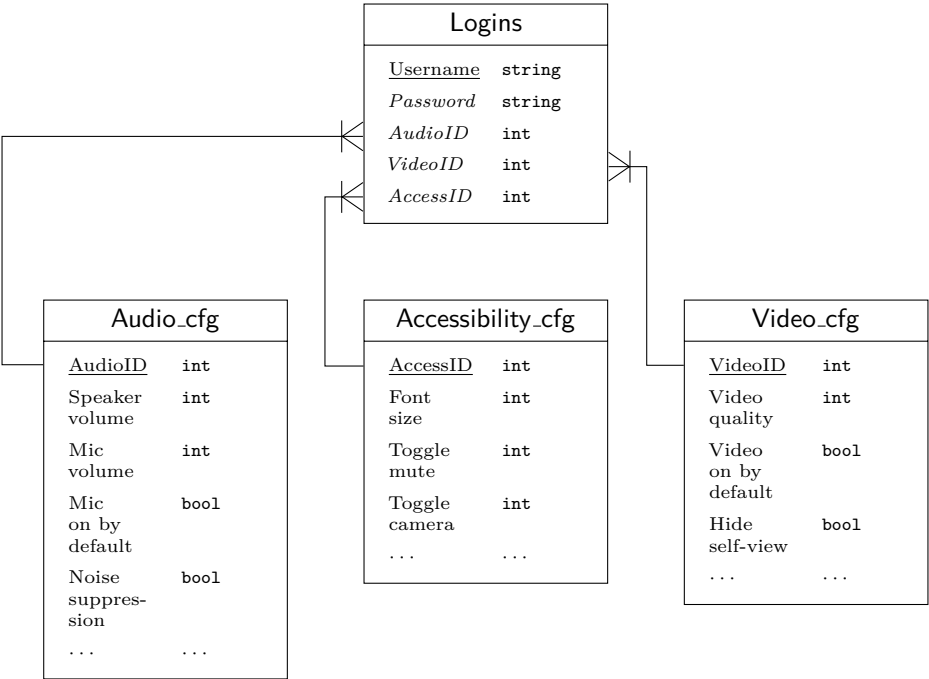 Logins
Username string
Password string
AudioID int
VideoID int
AccessID int
Audio_cfg
AudioID int
Speaker int
volume
Mic int
volume
Mic bool
on by
default
Noise bool
suppres-
sion
... ...
Accessibility_cfg
AccessID int
Font int
size
Toggle int
mute
Toggle int
camera
... ...
Video_cfg
VideoID int
Video int
quality
Video bool
on by
default
Hide bool
self-view
... ...